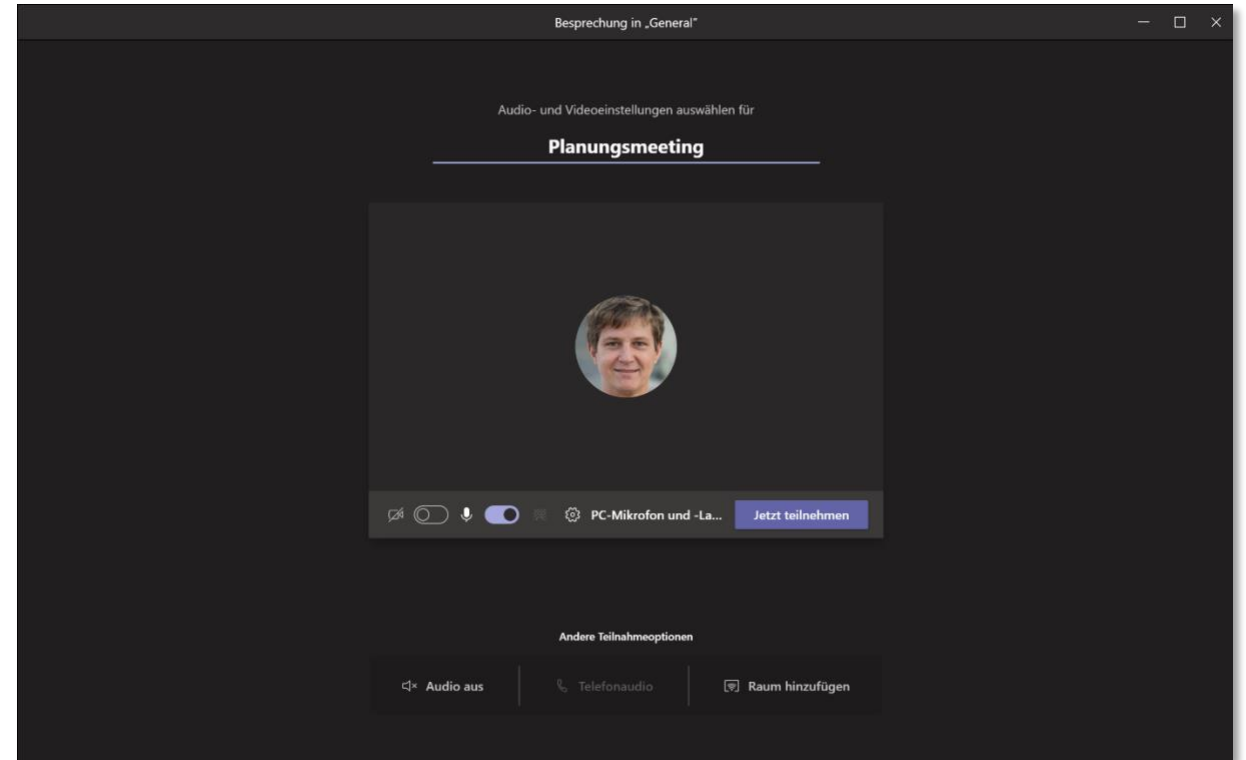 Besprechung in „General“
Audio- und Videoeinstellungen auswählen für
Planungsmeeting
PC-Mikrofon und -La...
Jetzt teilnehmen
Andere Teilnahmeoptionen
Audio aus
Telefonaudio
Raum hinzufügen